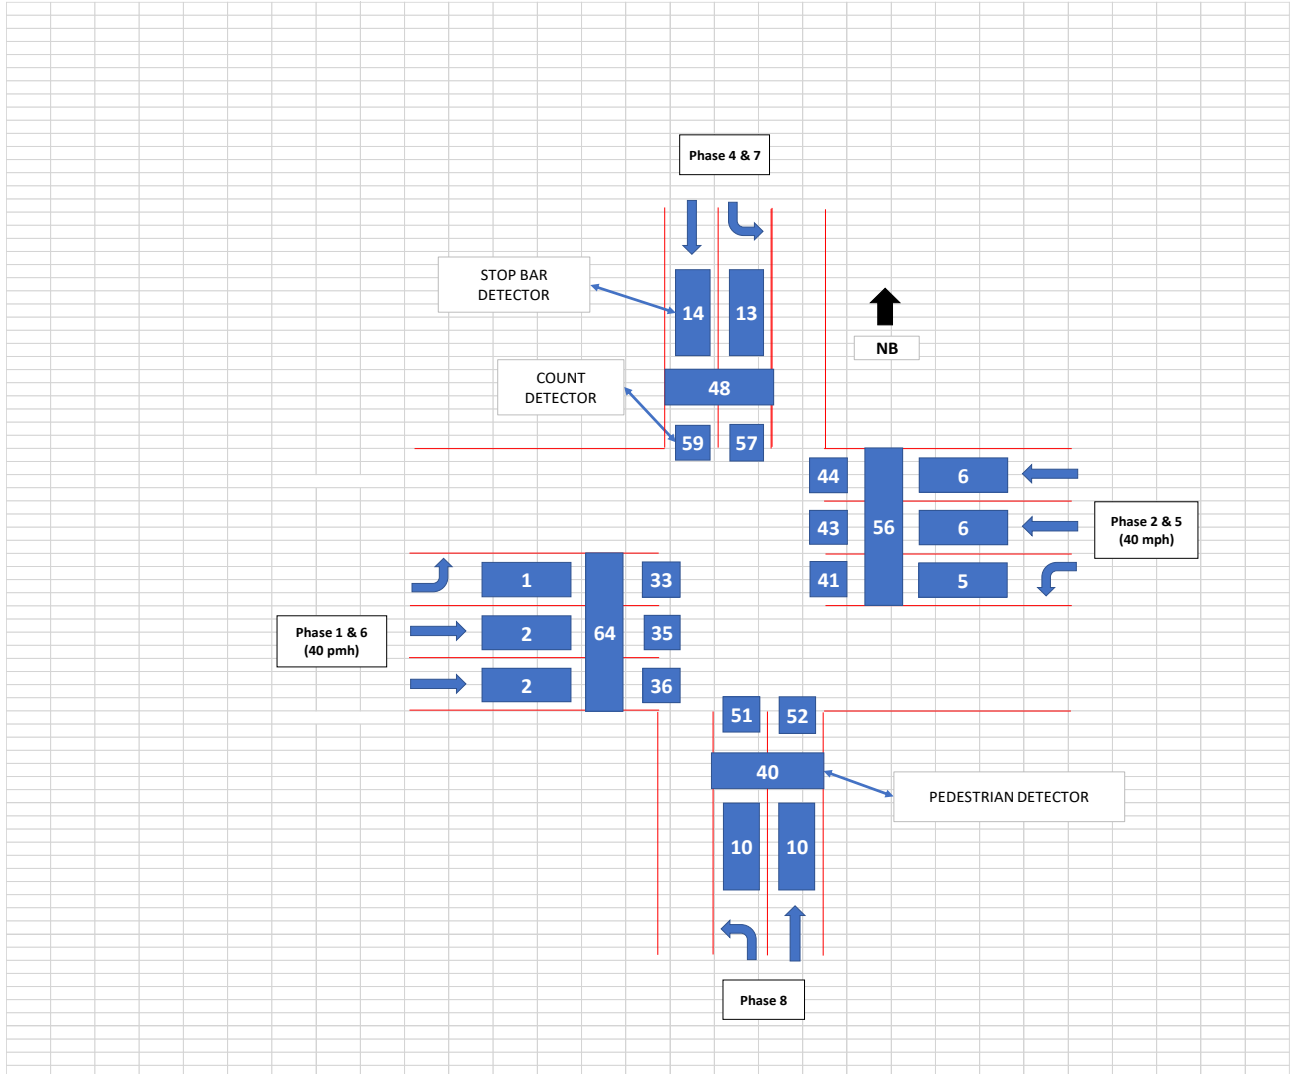 Phase 4 & 7
STOP BAR
DETECTOR
14
13
NB
COUNT
DETECTOR
48
59
57
44
6
43
56
6
Phase 2 & 5
(40 mph)
41
5
1
33
Phase 1 & 6
(40 pmh)
2
64
35
2
36
51
52
40
PEDESTRIAN DETECTOR
10
10
Phase 8